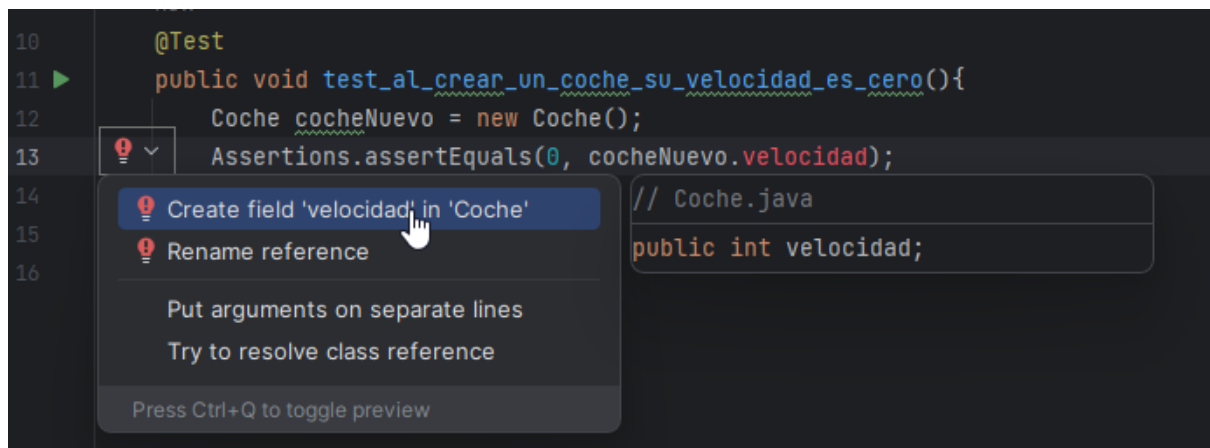 10 @Test
11 public void test_al_crear_un_coche_su_velocidad_es_cero(){
12 Coche cocheNuevo = new Coche();
13 Assertions.assertEquals(0, cocheNuevo.velocidad);
14
15
16
Create field 'velocidad' in 'Coche'
Rename reference
Put arguments on separate lines
Try to resolve class reference
Press Ctrl+Q to toggle preview
// Coche.java
public int velocidad;